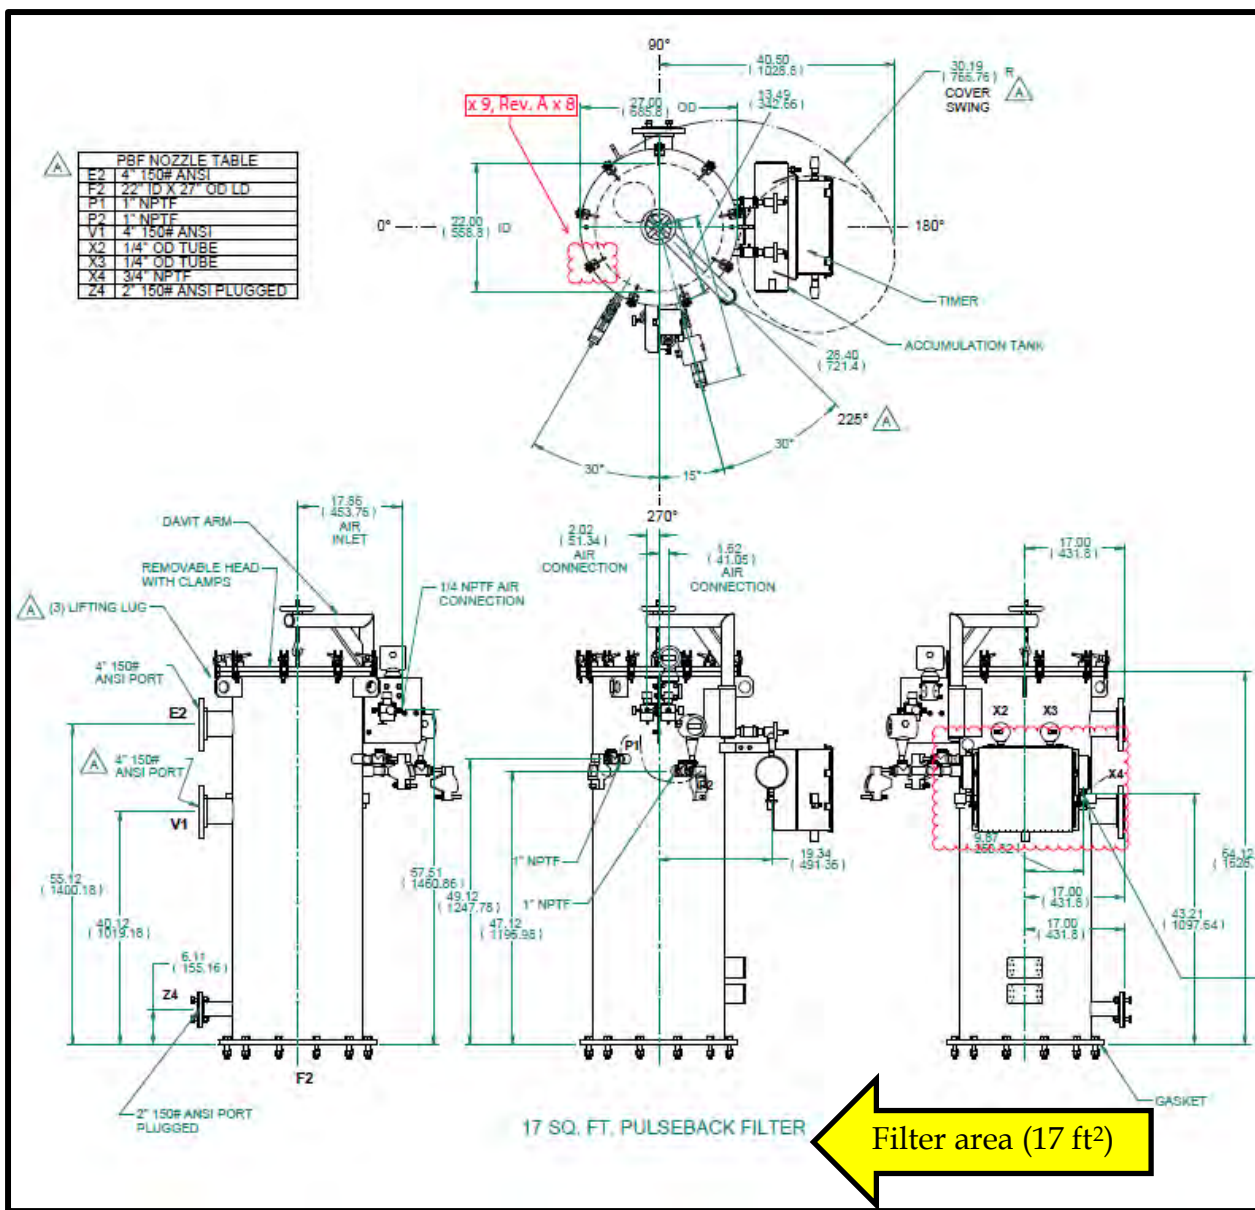 90°
40.50
( 1028.8 )
30.19
( 766.76 )
R
COVER
SWING
A
13.49
( 342.66 )
x 9, Rev. A x 8
27.00
( 685.8 )
OD
A
PBF NOZZLE TABLE
E2 4" 150# ANSI
F2 22" ID X 27" OD LD
P1 1" NPTF
P2 1" NPTF
V1 4" 150# ANSI
X2 1/4" OD TUBE
X3 1/4" OD TUBE
X4 3/4" NPTF
Z4 2" 150# ANSI PLUGGED
0°
22.00
( 558.8 )
ID
180°
TIMER
ACCUMULATION TANK
28.40
( 721.4 )
225°
A
30°
15°
30°
270°
17.86
( 453.76 )
AIR
INLET
DAVIT ARM
REMOVABLE HEAD
WITH CLAMPS
A
(3) LIFTING LUG
1/4 NPTF AIR
CONNECTION
4" 150#
ANSI PORT
E2
A
4" 150#
ANSI PORT
V1
55.12
( 1400.18 )
40.12
( 1019.18 )
6.11
( 155.16 )
Z4
F2
2" 150# ANSI PORT
PLUGGED
57.51
( 1460.86 )
2.02
( 51.34 )
AIR
CONNECTION
1.62
( 41.05 )
AIR
CONNECTION
P1
1" NPTF
1" NPTF
49.12
( 1247.78 )
47.12
( 1196.98 )
19.34
( 491.36 )
17.00
( 431.8 )
X2
X3
X4
9.87
17.00
( 431.8 )
17.00
( 431.8 )
43.21
( 1097.64 )
64.12
GASKET
17 SQ. FT. PULSEBACK FILTER
Filter area (17 ft²)